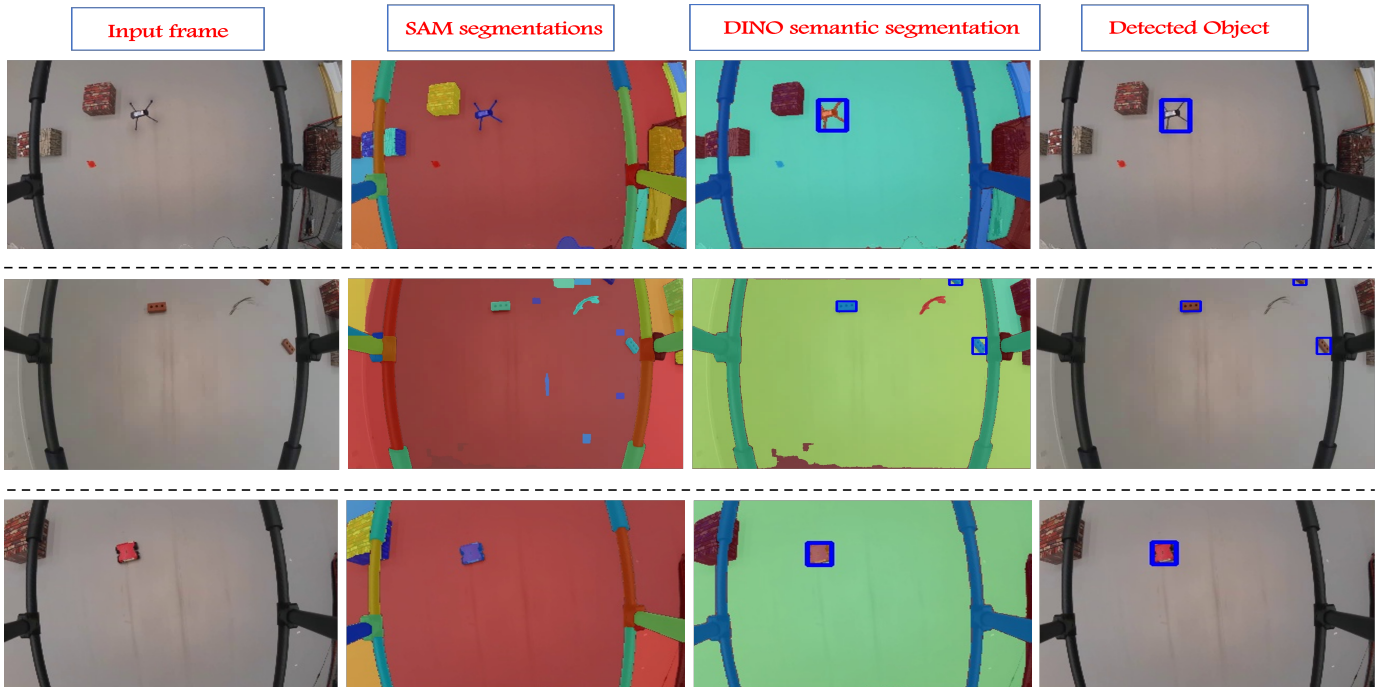 Input frame
SAM segmentations
DINO semantic segmentation
Detected Object